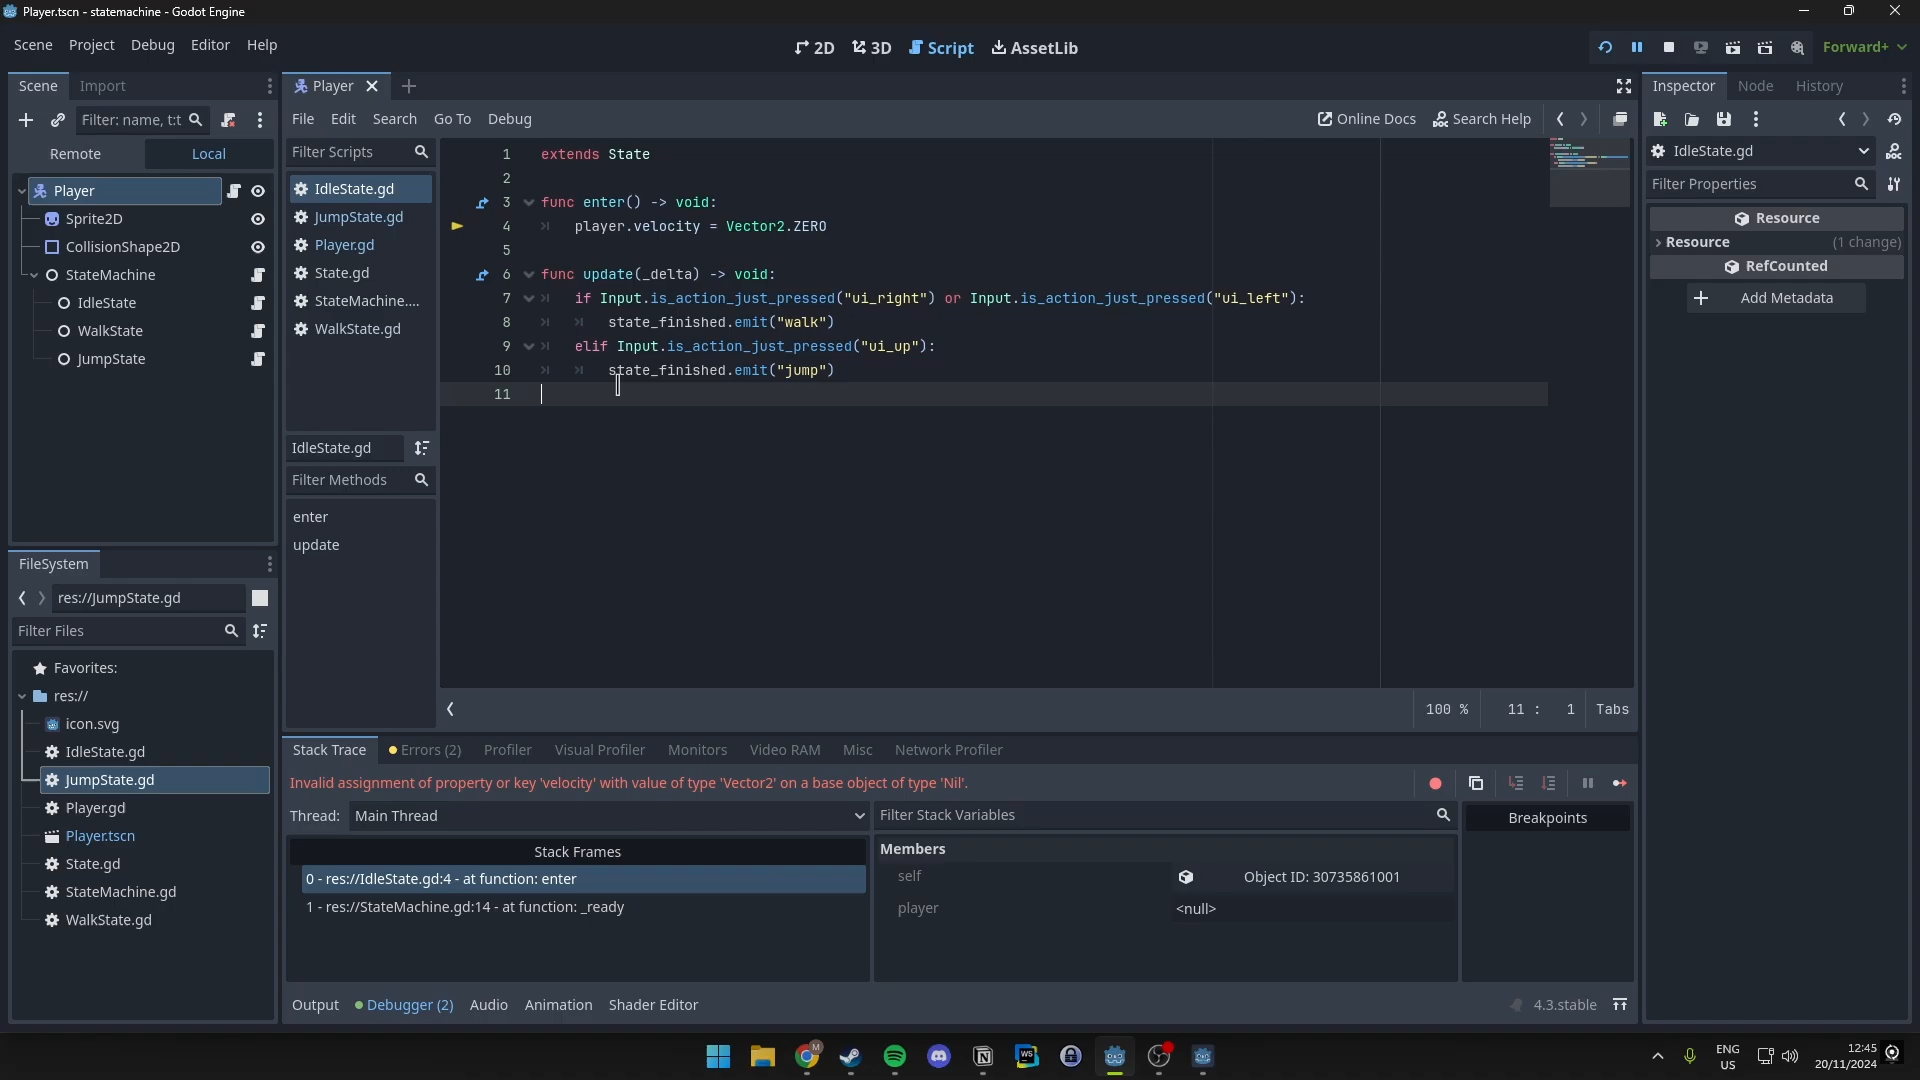 Player.tscn - statemachine - Godot Engine
Scene Project Debug Editor Help
2D 3D Script AssetLib
Forward+
Scene Import
Filter: name, t:t
Remote Local
Player
Sprite2D
CollisionShape2D
StateMachine
IdleState
WalkState
JumpState
FileSystem
res://JumpState.gd
Filter Files
Favorites:
res://
icon.svg
IdleState.gd
JumpState.gd
Player.gd
Player.tscn
State.gd
StateMachine.gd
WalkState.gd
Player
File Edit Search Go To Debug
Online Docs Search Help
Filter Scripts
IdleState.gd
JumpState.gd
Player.gd
State.gd
StateMachine....
WalkState.gd
IdleState.gd
Filter Methods
enter
update
1 extends State
2
3 func enter() -> void:
4 player.velocity = Vector2.ZERO
5
6 func update(_delta) -> void:
7 if Input.is_action_just_pressed("ui_right") or Input.is_action_just_pressed("ui_left"):
8 state_finished.emit("walk")
9 elif Input.is_action_just_pressed("ui_up"):
10 state_finished.emit("jump")
11
100 % 11 : 1 Tabs
Stack Trace Errors (2) Profiler Visual Profiler Monitors Video RAM Misc Network Profiler
Invalid assignment of property or key 'velocity' with value of type 'Vector2' on a base object of type 'Nil'.
Thread: Main Thread
Filter Stack Variables
Breakpoints
Stack Frames
0 - res://IdleState.gd:4 - at function: enter
1 - res://StateMachine.gd:14 - at function: _ready
Members
self Object ID: 30735861001
player <null>
Output Debugger (2) Audio Animation Shader Editor
4.3.stable
Inspector Node History
IdleState.gd
Filter Properties
Resource
Resource (1 change)
RefCounted
Add Metadata
M
WS
ENG
US
12:45
20/11/2024